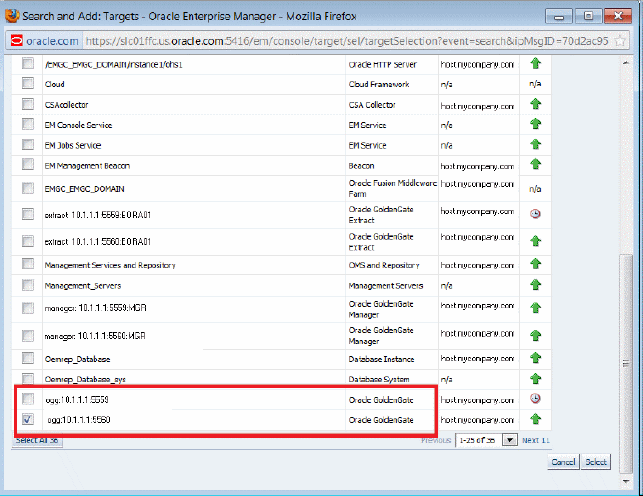 Search and Add: Targets - Oracle Enterprise Manager - Mozilla Firefox
oracle.com https://slc01ffc.us.oracle.com:5416/em/console/target/sel/targetSelection?event=search&ipMsgID=70d2ac95
/EMGC_EMGC_DOMAIN/instance1/ohs1 Oracle HTTP Server host.mycompany.com
Cloud Cloud Framework n/a n/a
CSAcollector CSA Collector host.mycompany.com
EM Console Service EM Service n/a
EM Jobs Service EM Service n/a
EM Management Beacon Beacon host.mycompany.com
EMGC_EMGC_DOMAIN Oracle Fusion Middleware host.mycompany.com n/a
Farm
extract:10.1.1.1:5559:EORA01 Oracle GoldenGate host.mycompany.com
Extract
extract:10.1.1.1:5560:EORA01 Oracle GoldenGate host.mycompany.com
Extract
Management Services and Repository OMS and Repository n/a
Management_Servers Management Servers n/a
manager:10.1.1.1:5559:MGR Oracle GoldenGate host.mycompany.com
Manager
manager:10.1.1.1:5560:MGR Oracle GoldenGate host.mycompany.com
Manager
Oemrep_Database Database Instance host.mycompany.com
Oemrep_Database_sys Database System n/a
ogg:10.1.1.1:5559 Oracle GoldenGate host.mycompany.com
ogg:10.1.1.1:5560 Oracle GoldenGate host.mycompany.com
Select All 36 Previous 1-25 of 36 Next 11
Cancel Select